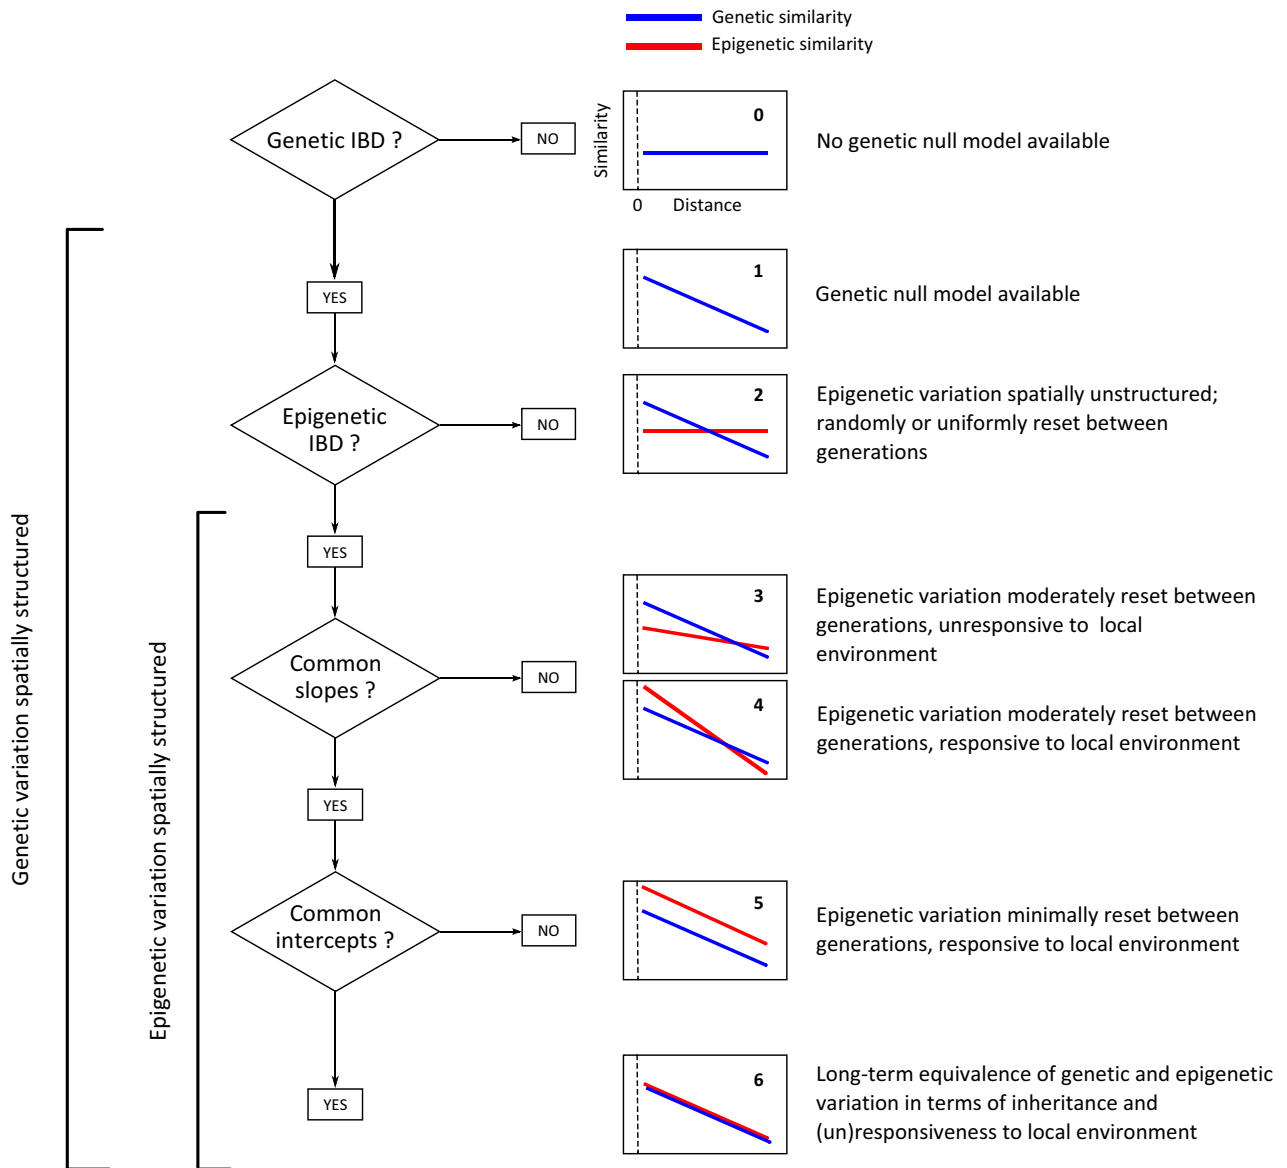 Genetic similarity
Epigenetic similarity
Genetic IBD ?
NO
Similarity
0
0 Distance
No genetic null model available
YES
1
Genetic null model available
Epigenetic
IBD ?
NO
2
Epigenetic variation spatially unstructured;
randomly or uniformly reset between
generations
YES
Common
slopes ?
NO
3
Epigenetic variation moderately reset between
generations, unresponsive to local
environment
4
Epigenetic variation moderately reset between
generations, responsive to local environment
YES
Common
intercepts ?
NO
5
Epigenetic variation minimally reset between
generations, responsive to local environment
YES
6
Long-term equivalence of genetic and epigenetic
variation in terms of inheritance and
(un)responsiveness to local environment
Genetic variation spatially structured
Epigenetic variation spatially structured